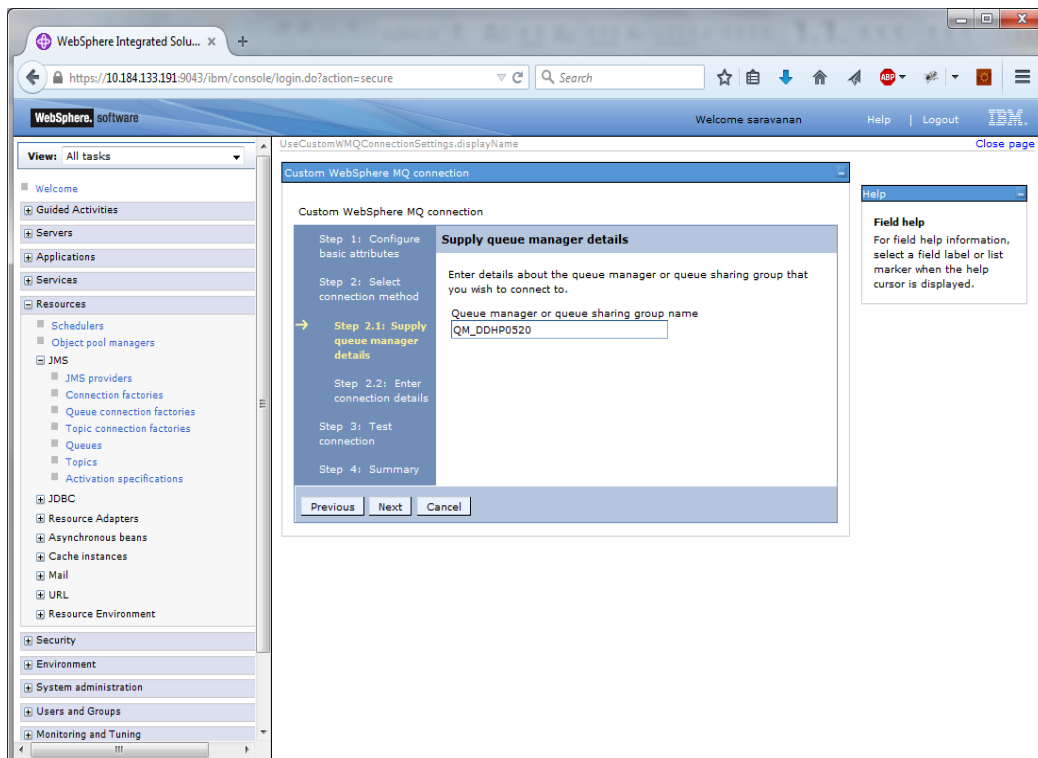 WebSphere Integrated Solu... ×
https://10.184.133.191:9043/ibm/console/login.do?action=secure
Search
ABP
WebSphere. software
Welcome saravanan
Help | Logout
IBM.
View: All tasks
Welcome
Guided Activities
Servers
Applications
Services
Resources
Schedulers
Object pool managers
JMS
JMS providers
Connection factories
Queue connection factories
Topic connection factories
Queues
Topics
Activation specifications
JDBC
Resource Adapters
Asynchronous beans
Cache instances
Mail
URL
Resource Environment
Security
Environment
System administration
Users and Groups
Monitoring and Tuning
UseCustomWMQConnectionSettings.displayName
Close page
Custom WebSphere MQ connection
Custom WebSphere MQ connection
Step 1: Configure
basic attributes
Step 2: Select
connection method
Step 2.1: Supply
queue manager
details
Step 2.2: Enter
connection details
Step 3: Test
connection
Step 4: Summary
Supply queue manager details
Enter details about the queue manager or queue sharing group that
you wish to connect to.
Queue manager or queue sharing group name
QM_DDHP0520
Previous Next Cancel
Help
Field help
For field help information,
select a field label or list
marker when the help
cursor is displayed.